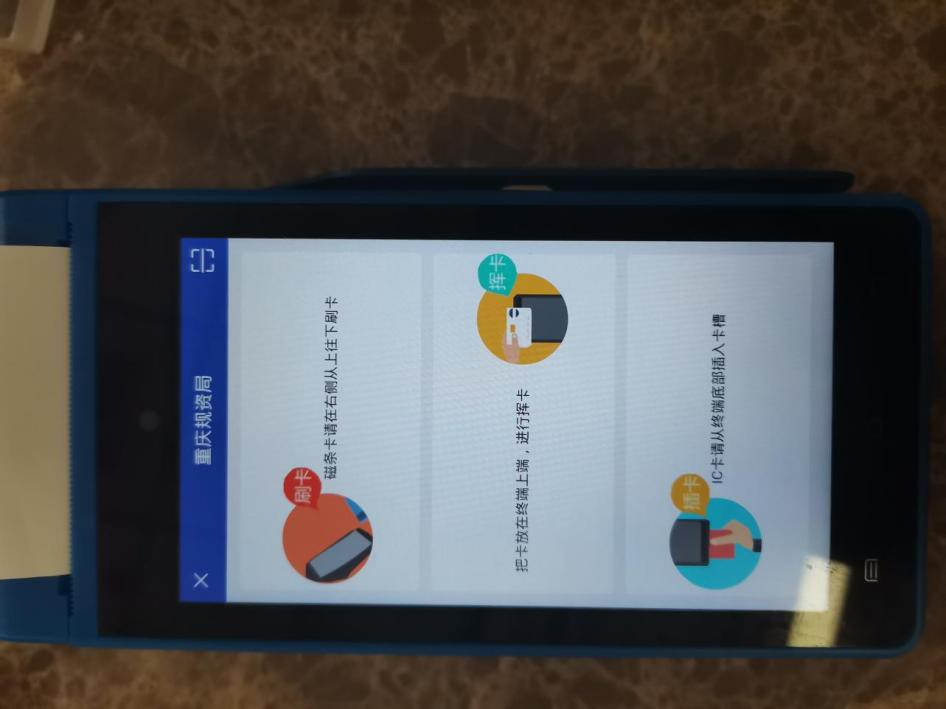 重庆规资局
刷卡
磁条卡请在右侧从上往下刷卡
挥卡
把卡放在终端上端，进行挥卡
插卡
IC卡请从终端底部插入卡槽